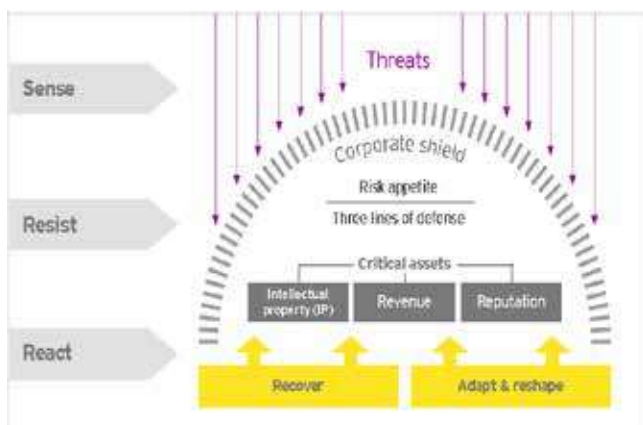 Sense
Threats
Corporate shield
Risk appetite
Resist
Three lines of defense
Critical assets
Intellectual
property (IP)
Revenue
Reputation
React
Recover
Adapt & reshape